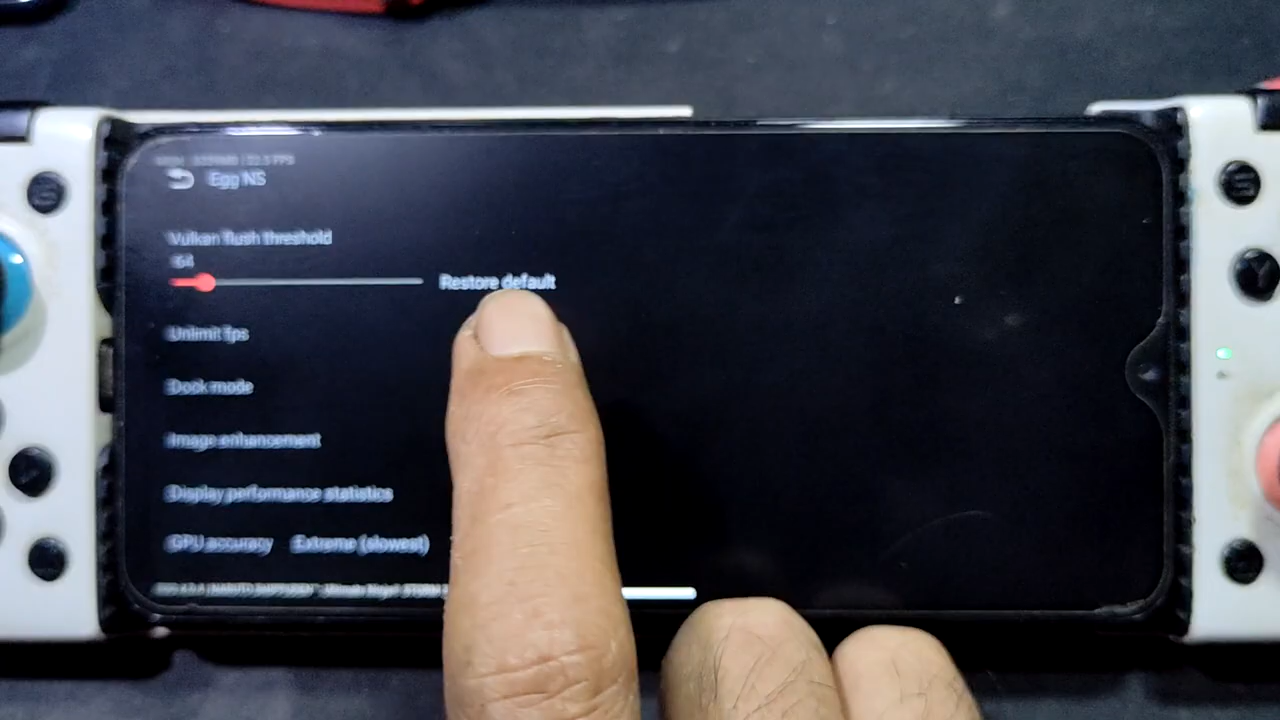 Egg NS
Vulkan flush threshold
64
Restore default
Unlimit fps
Dock mode
Image enhancement
Display performance statistics
GPU accuracy Extreme (slowest)
S
Y